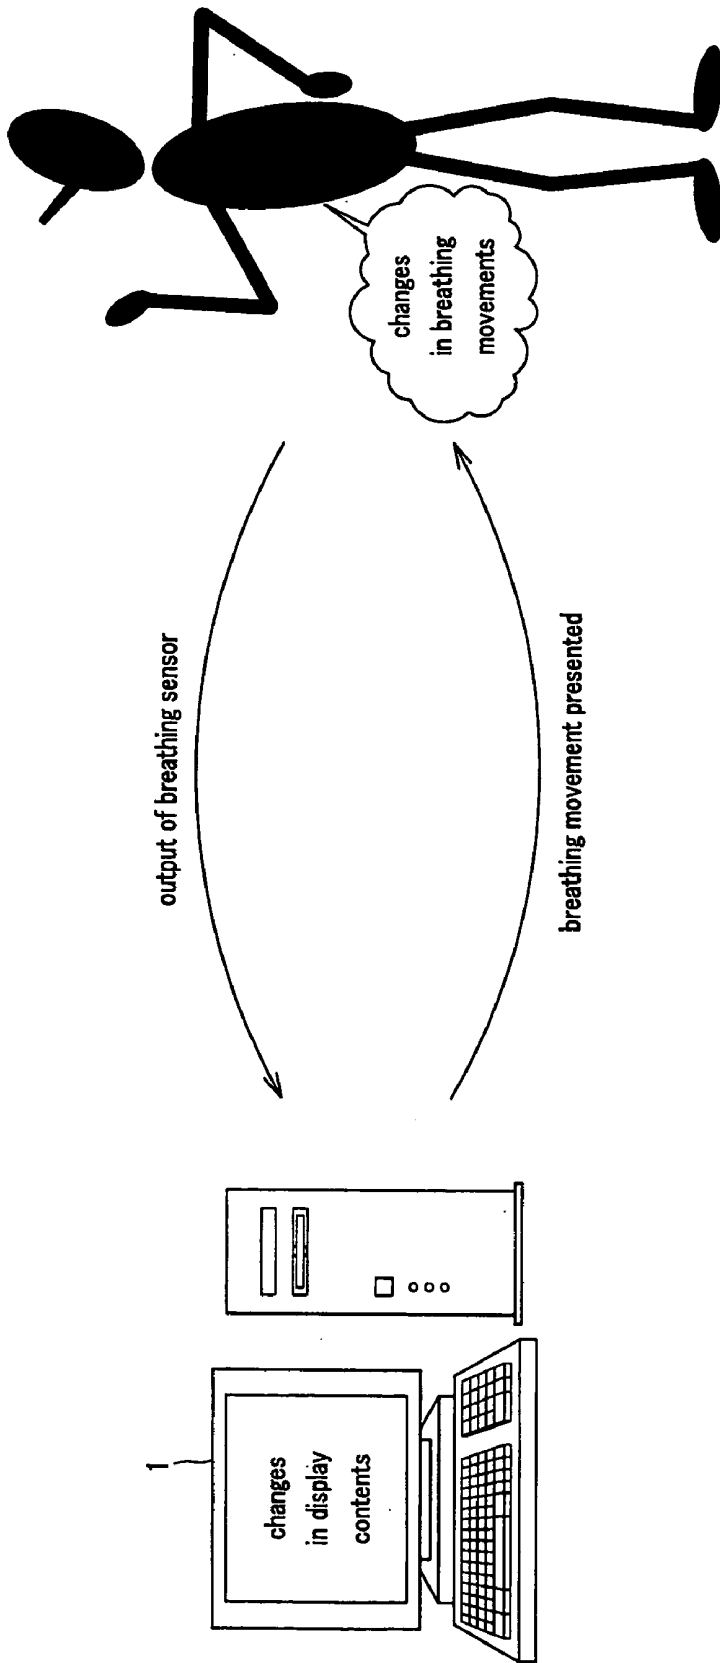 1
changes
in display
contents
output of breathing sensor
breathing movement presented
changes
in breathing
movements